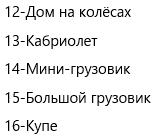 12-Дом на колёсах
13-Кабриолет
14-Мини-грузовик
15-Большой грузовик
16-Купе